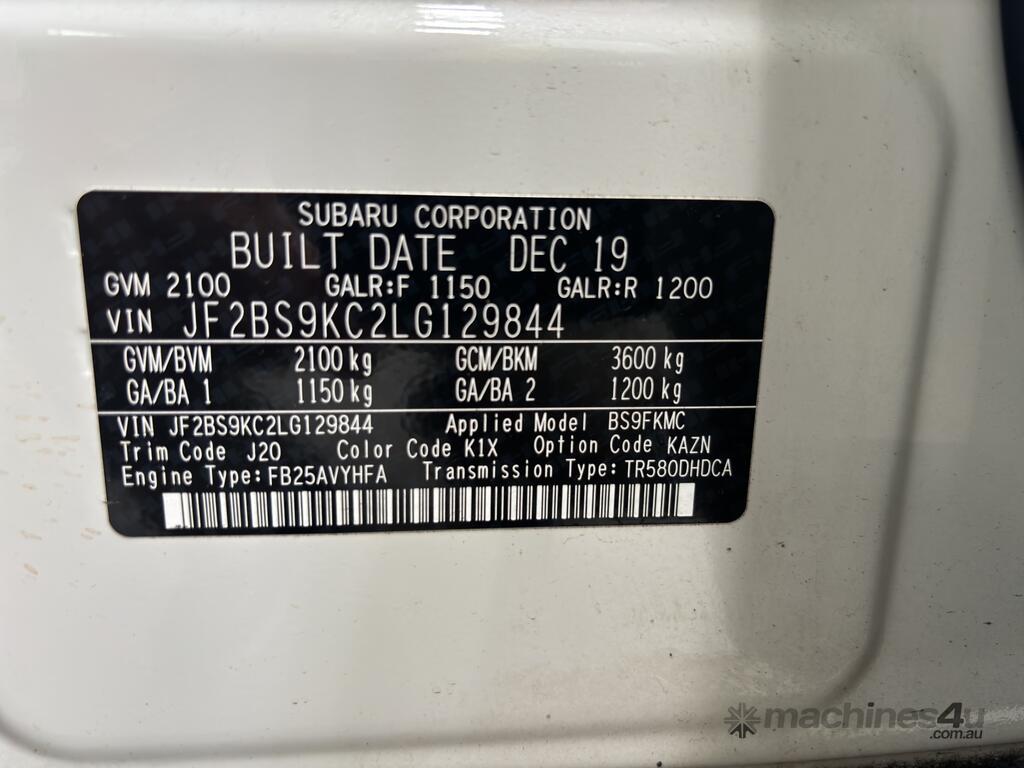 SUBARU CORPORATION
BUILT DATE DEC 19
GVM 2100 GALR:F 1150 GALR:R 1200
VIN JF2BS9KC2LG129844
GVM/BVM 2100 kg GCM/BKM 3600 kg
GA/BA 1 1150 kg GA/BA 2 1200 kg
VIN JF2BS9KC2LG129844 Applied Model BS9FKMC
Trim Code J20 Color Code K1X Option Code KAZN
Engine Type:FB25AVYHFA Transmission Type:TR580DHDCA
machines4u
.com.au